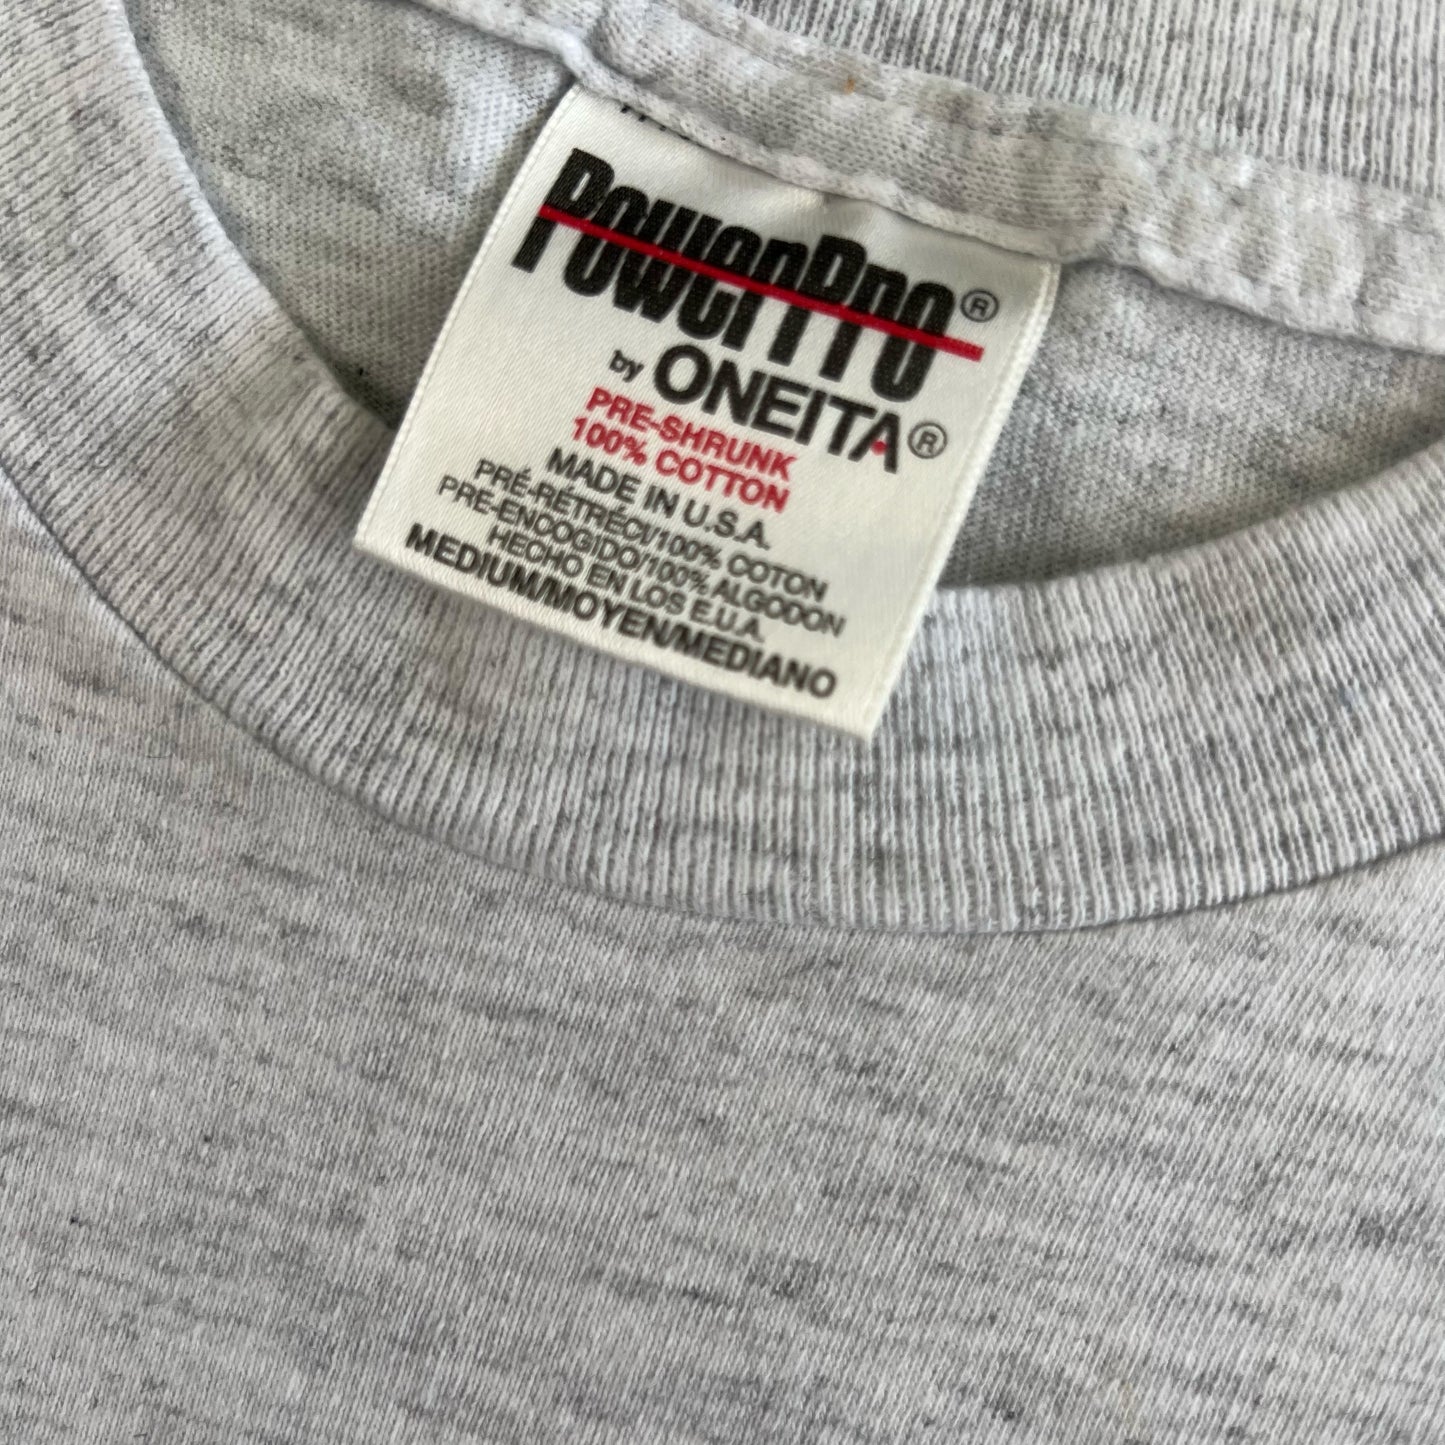 PowerPro®
by ONEITA®
PRE-SHRUNK
100% COTTON
MADE IN U.S.A.
PRÉ-RÉTRÉCI/100% COTON
PRE-ENCOGIDO/100% ALGODON
HECHO EN LOS E.U.A.
MEDIUM/MOYEN/MEDIANO